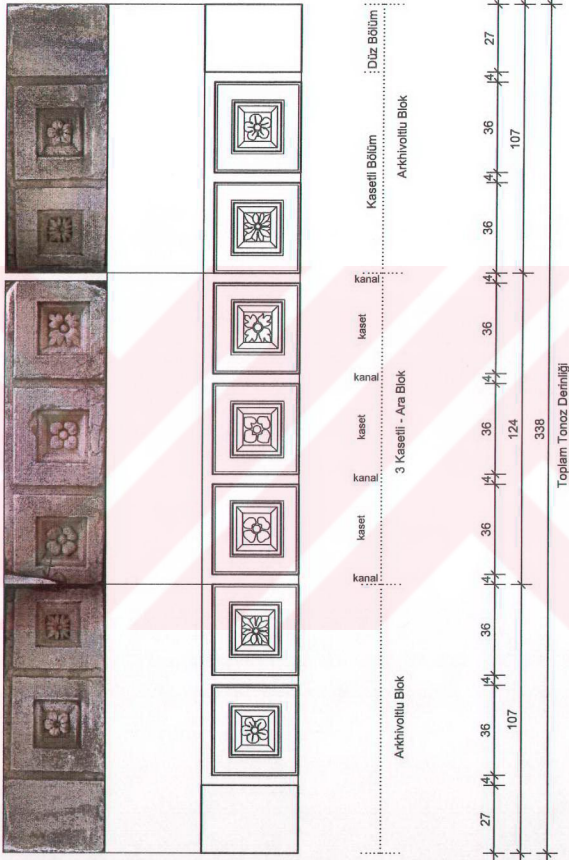 kanal kaset kanal kaset kanal kaset kanal Kasetli Bölüm Düz Bölüm
Arkhivoltlu Blok 3 Kasetli - Ara Blok Arkhivoltlu Blok
27 4 36 4 36 4 36 4 36 4 36 4 36 4 36 4 27
107 124 107
338
Toplam Tonoz Derinliği